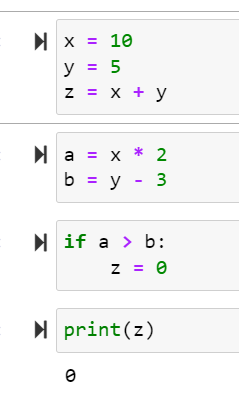 x = 10
y = 5
z = x + y
a = x * 2
b = y - 3
if a > b:
    z = 0
print(z)
0